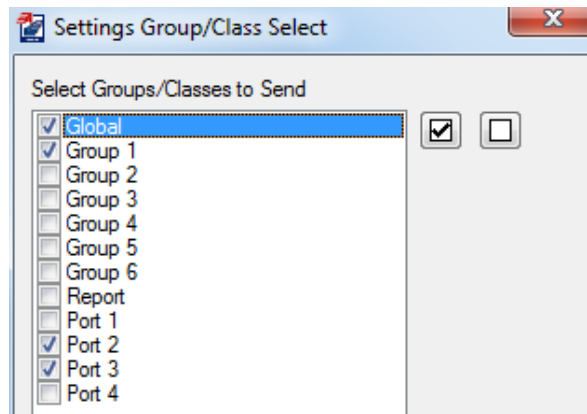 Settings Group/Class Select
Select Groups/Classes to Send
Global
Group 1
Group 2
Group 3
Group 4
Group 5
Group 6
Report
Port 1
Port 2
Port 3
Port 4